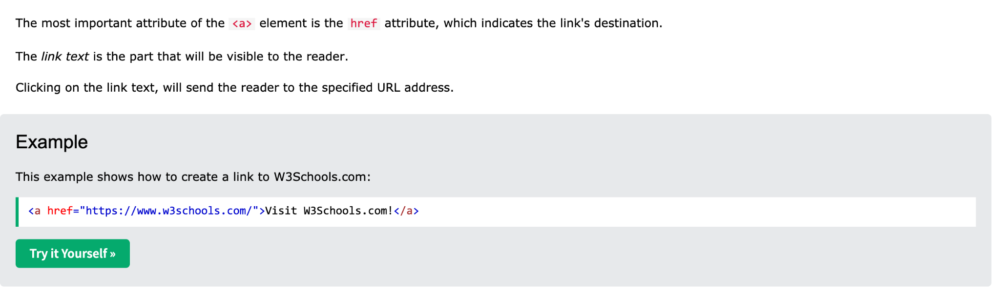 The most important attribute of the <a> element is the href attribute, which indicates the link's destination.
The link text is the part that will be visible to the reader.
Clicking on the link text, will send the reader to the specified URL address.
Example
This example shows how to create a link to W3Schools.com:
<a href="https://www.w3schools.com/">Visit W3Schools.com!</a>
Try it Yourself »